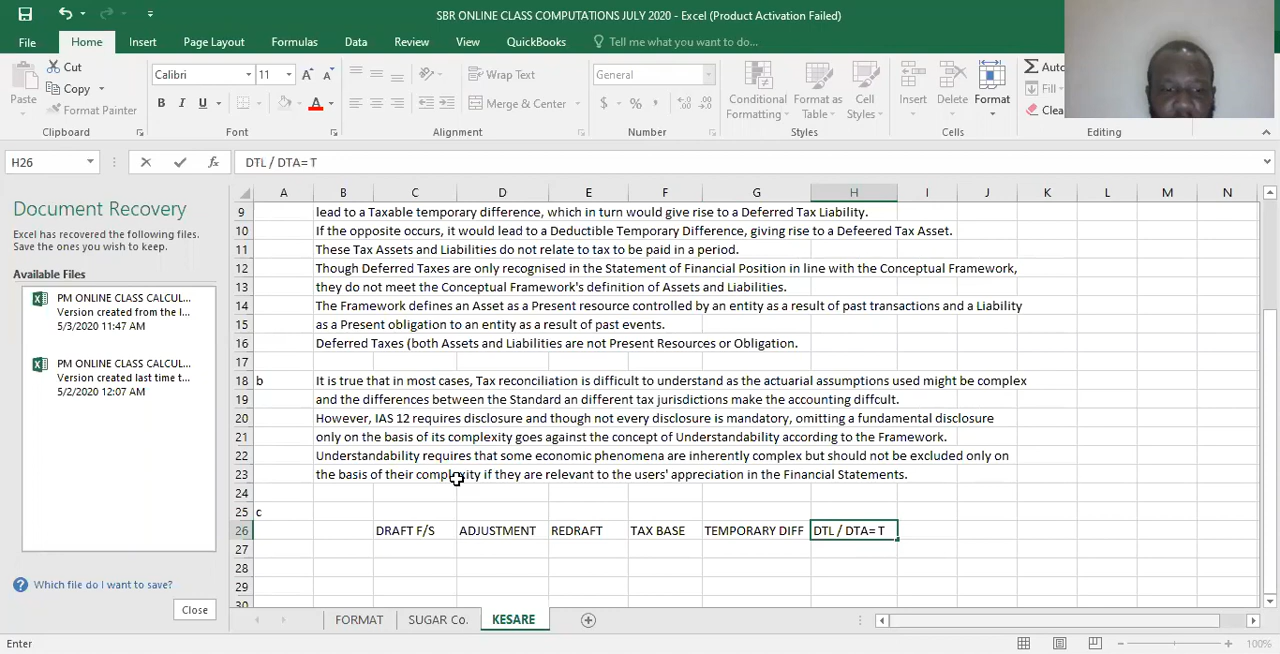 SBR ONLINE CLASS COMPUTATIONS JULY 2020 - Excel (Product Activation Failed)
File Home Insert Page Layout Formulas Data Review View QuickBooks Tell me what you want to do...
Paste
Cut
Copy
Format Painter
Clipboard
Calibri 11 A A
B I U A
Font
Wrap Text
Merge & Center
Alignment
General
$ %
Number
Conditional Formatting
Format as Table
Cell Styles
Styles
Insert Delete Format
Cells
Auto
Fill
Clea
Editing
H26 fx DTL / DTA= T
Document Recovery
Excel has recovered the following files.
Save the ones you wish to keep.
Available Files
PM ONLINE CLASS CALCUL...
Version created from the l...
5/3/2020 11:47 AM
PM ONLINE CLASS CALCUL...
Version created last time t...
5/2/2020 12:07 AM
Which file do I want to save?
Close
A B C D E F G H I J K L M N
9 lead to a Taxable temporary difference, which in turn would give rise to a Deferred Tax Liability.
10 If the opposite occurs, it would lead to a Deductible Temporary Difference, giving rise to a Defeered Tax Asset.
11 These Tax Assets and Liabilities do not relate to tax to be paid in a period.
12 Though Deferred Taxes are only recognised in the Statement of Financial Position in line with the Conceptual Framework,
13 they do not meet the Conceptual Framework's definition of Assets and Liabilities.
14 The Framework defines an Asset as a Present resource controlled by an entity as a result of past transactions and a Liability
15 as a Present obligation to an entity as a result of past events.
16 Deferred Taxes (both Assets and Liabilities are not Present Resources or Obligation.
17
18 b It is true that in most cases, Tax reconciliation is difficult to understand as the actuarial assumptions used might be complex
19 and the differences between the Standard an different tax jurisdictions make the accounting diffcult.
20 However, IAS 12 requires disclosure and though not every disclosure is mandatory, omitting a fundamental disclosure
21 only on the basis of its complexity goes against the concept of Understandability according to the Framework.
22 Understandability requires that some economic phenomena are inherently complex but should not be excluded only on
23 the basis of their complexity if they are relevant to the users' appreciation in the Financial Statements.
24
25 c
26 DRAFT F/S ADJUSTMENT REDRAFT TAX BASE TEMPORARY DIFF DTL / DTA= T
27
28
29
30
FORMAT SUGAR Co. KESARE
Enter 100%